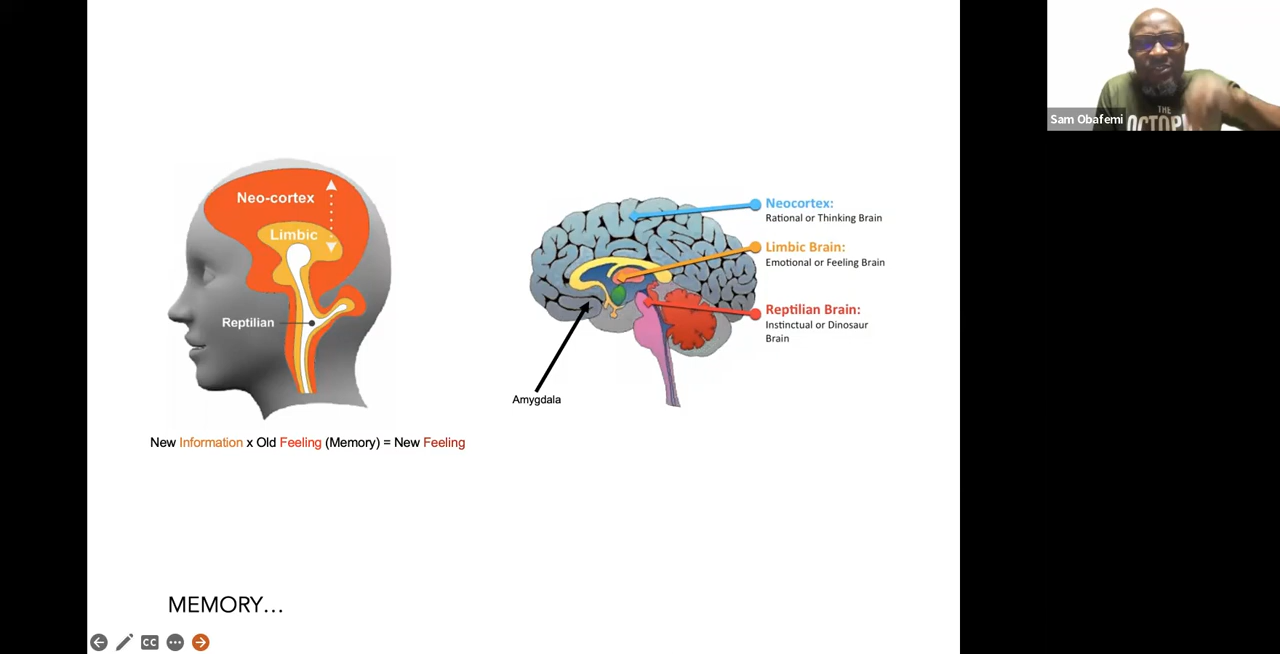 Neo-cortex
Limbic
Reptilian
New Information x Old Feeling (Memory) = New Feeling
Neocortex:
Rational or Thinking Brain
Limbic Brain:
Emotional or Feeling Brain
Reptilian Brain:
Instinctual or Dinosaur
Brain
Amygdala
MEMORY...
CC
Sam Obafemi
THE